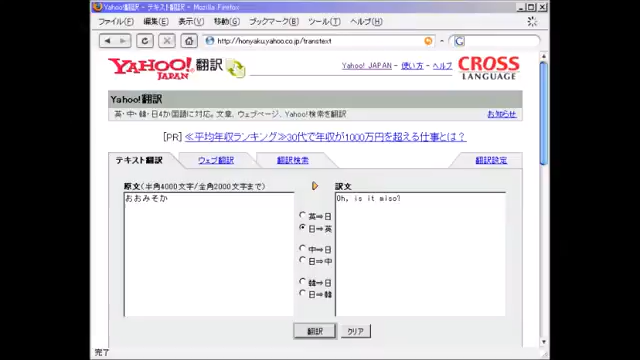 Yahoo!翻訳 - テキスト翻訳 - Mozilla Firefox
ファイル(F) 編集(E) 表示(V) 移動(G) ブックマーク(B) ツール(T) ヘルプ(H)
http://honyaku.yahoo.co.jp/transtext
YAHOO! JAPAN 翻訳
Yahoo! JAPAN - 使い方 - ヘルプ
CROSS LANGUAGE
Yahoo!翻訳
英・中・韓・日4か国語に対応。文章、ウェブページ、Yahoo!検索を翻訳
お知らせ
[PR] ≪平均年収ランキング≫30代で年収が1000万円を超える仕事とは?
テキスト翻訳 ウェブ翻訳 翻訳検索 翻訳設定
原文(半角4000文字/全角2000文字まで) 訳文
おおみそか
Oh, is it miso?
英⇒日
日⇒英
中⇒日
日⇒中
韓⇒日
日⇒韓
翻訳 クリア
完了